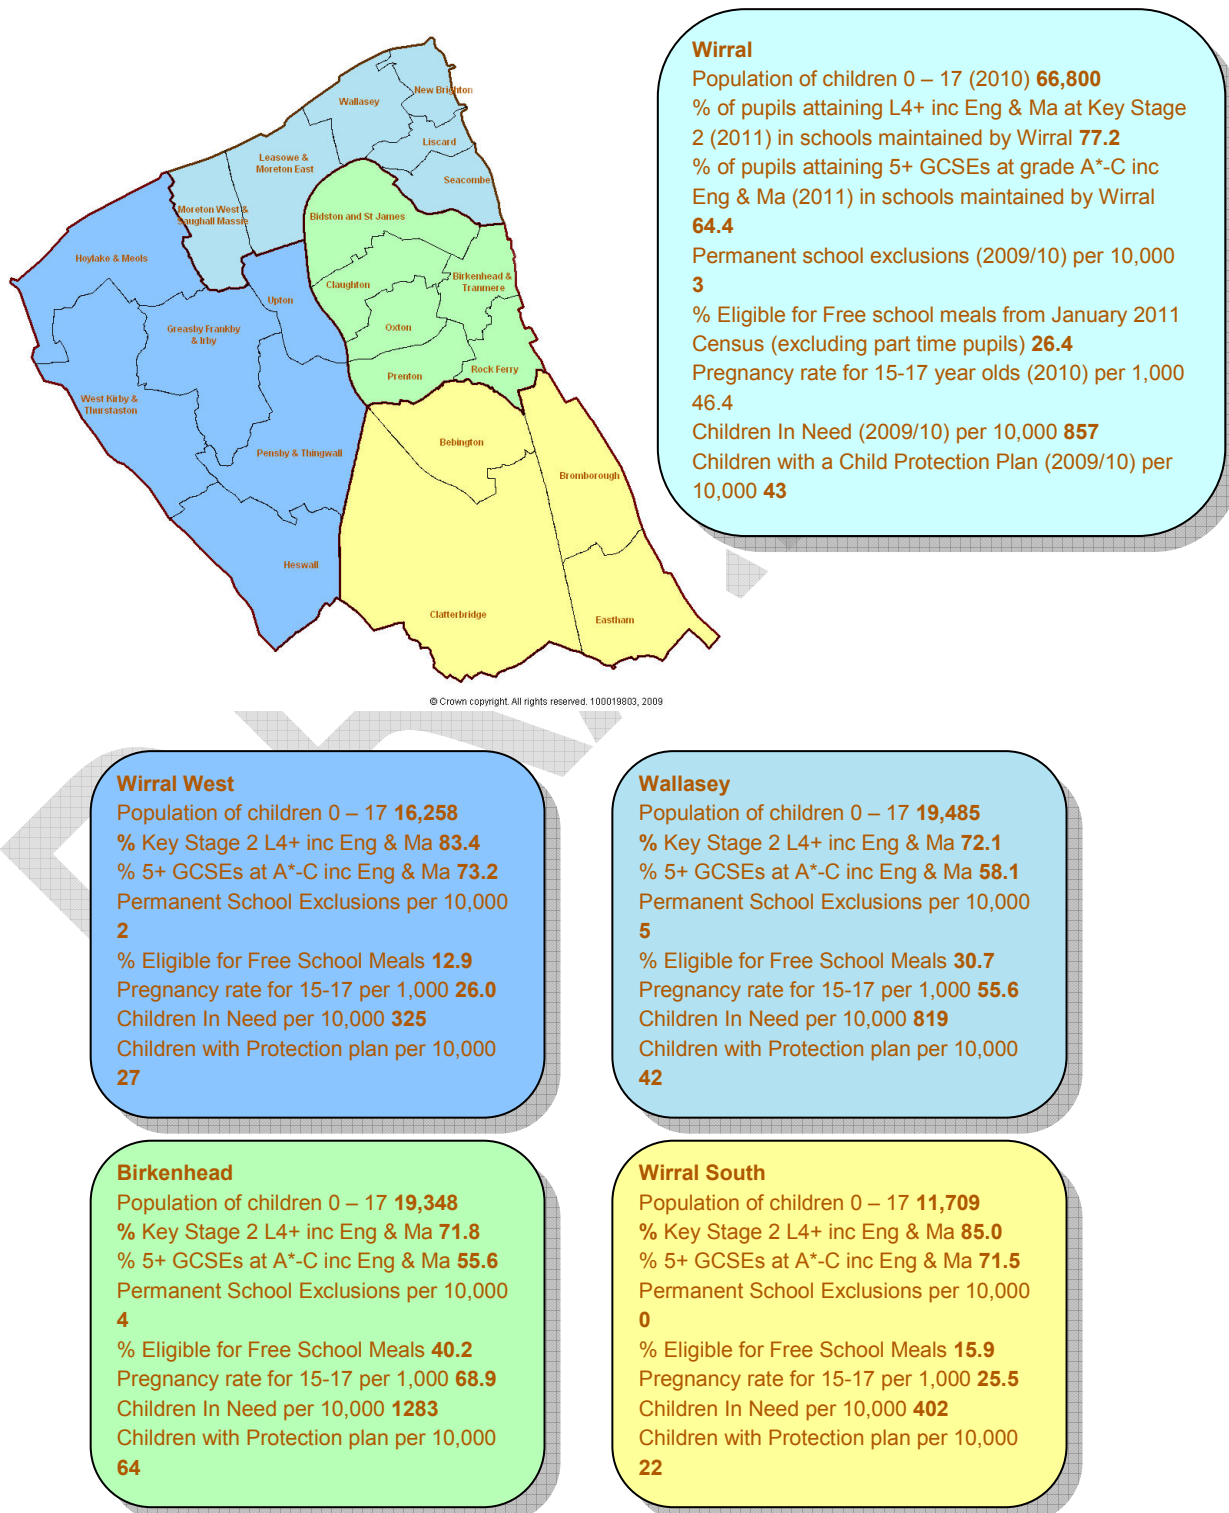 Wallasey
New Brighton
Liscard
Leasowe &
Moreton East
Seacombe
Moreton West &
Saughall Massie
Bidston and St James
Hoylake & Meols
Birkenhead &
Tranmere
Claughton
Upton
Oxton
Greasby Frankby
& Irby
Rock Ferry
Prenton
West Kirby &
Thurstaston
Bebington
Pensby & Thingwall
Bromborough
Heswall
Clatterbridge
Eastham
© Crown copyright. All rights reserved. 100019803, 2009
Wirral
Population of children 0 – 17 (2010) 66,800
% of pupils attaining L4+ inc Eng & Ma at Key Stage
2 (2011) in schools maintained by Wirral 77.2
% of pupils attaining 5+ GCSEs at grade A*-C inc
Eng & Ma (2011) in schools maintained by Wirral
64.4
Permanent school exclusions (2009/10) per 10,000
3
% Eligible for Free school meals from January 2011
Census (excluding part time pupils) 26.4
Pregnancy rate for 15-17 year olds (2010) per 1,000
46.4
Children In Need (2009/10) per 10,000 857
Children with a Child Protection Plan (2009/10) per
10,000 43
Wirral West
Population of children 0 – 17 16,258
% Key Stage 2 L4+ inc Eng & Ma 83.4
% 5+ GCSEs at A*-C inc Eng & Ma 73.2
Permanent School Exclusions per 10,000
2
% Eligible for Free School Meals 12.9
Pregnancy rate for 15-17 per 1,000 26.0
Children In Need per 10,000 325
Children with Protection plan per 10,000
27
Wallasey
Population of children 0 – 17 19,485
% Key Stage 2 L4+ inc Eng & Ma 72.1
% 5+ GCSEs at A*-C inc Eng & Ma 58.1
Permanent School Exclusions per 10,000
5
% Eligible for Free School Meals 30.7
Pregnancy rate for 15-17 per 1,000 55.6
Children In Need per 10,000 819
Children with Protection plan per 10,000
42
Birkenhead
Population of children 0 – 17 19,348
% Key Stage 2 L4+ inc Eng & Ma 71.8
% 5+ GCSEs at A*-C inc Eng & Ma 55.6
Permanent School Exclusions per 10,000
4
% Eligible for Free School Meals 40.2
Pregnancy rate for 15-17 per 1,000 68.9
Children In Need per 10,000 1283
Children with Protection plan per 10,000
64
Wirral South
Population of children 0 – 17 11,709
% Key Stage 2 L4+ inc Eng & Ma 85.0
% 5+ GCSEs at A*-C inc Eng & Ma 71.5
Permanent School Exclusions per 10,000
0
% Eligible for Free School Meals 15.9
Pregnancy rate for 15-17 per 1,000 25.5
Children In Need per 10,000 402
Children with Protection plan per 10,000
22